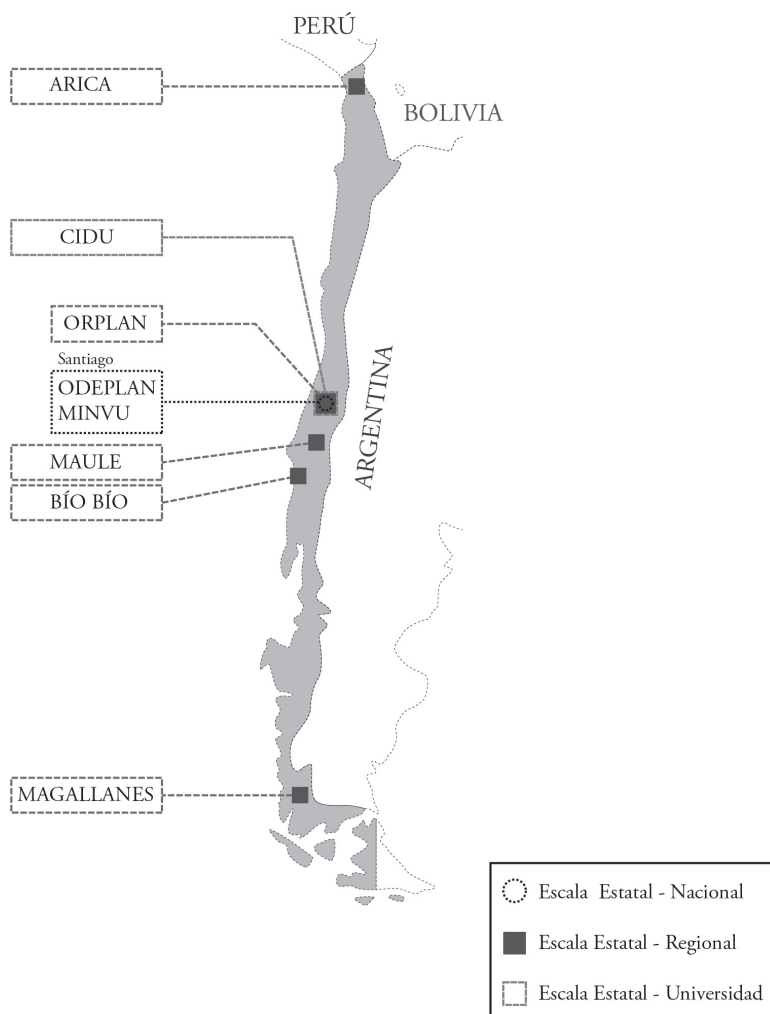 PERÚ
ARICA
BOLIVIA
CIDU
ORPLAN
Santiago
ODEPLAN
MINVU
ARGENTINA
MAULE
BÍO BÍO
MAGALLANES
Escala Estatal - Nacional
Escala Estatal - Regional
Escala Estatal - Universidad